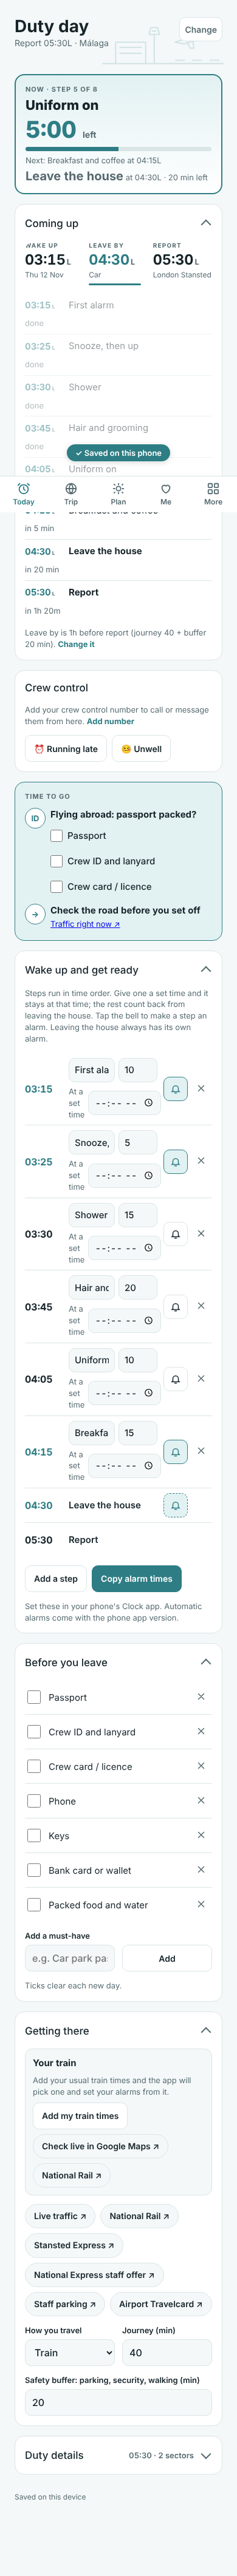 Duty day
Report 05:30L · Málaga
Change
NOW · STEP 5 OF 8
Uniform on
5:00 left
Next: Breakfast and coffee at 04:15L
Leave the house at 04:30L · 20 min left
Coming up
WAKE UP
03:15L
Thu 12 Nov
LEAVE BY
04:30L
Car
REPORT
05:30L
London Stansted
03:15L First alarm
done
03:25L Snooze, then up
done
03:30L Shower
done
03:45L Hair and grooming
done
✓ Saved on this phone
04:05L Uniform on
Today
Trip
Plan
Me
More
in 5 min
04:30L Leave the house
in 20 min
05:30L Report
in 1h 20m
Leave by is 1h before report (journey 40 + buffer
20 min). Change it
Crew control
Add your crew control number to call or message
them from here. Add number
⏰ Running late
🤒 Unwell
TIME TO GO
ID Flying abroad: passport packed?
Passport
Crew ID and lanyard
Crew card / licence
→ Check the road before you set off
Traffic right now ↗
Wake up and get ready
Steps run in time order. Give one a set time and it
stays at that time; the rest count back from
leaving the house. Tap the bell to make a step an
alarm. Leaving the house always has its own
alarm.
03:15 First ala 10
At a set time --:-- --
03:25 Snooze, 5
At a set time --:-- --
03:30 Shower 15
At a set time --:-- --
03:45 Hair and 20
At a set time --:-- --
04:05 Uniform 10
At a set time --:-- --
04:15 Breakfa 15
At a set time --:-- --
04:30 Leave the house
05:30 Report
Add a step
Copy alarm times
Set these in your phone's Clock app. Automatic
alarms come with the phone app version.
Before you leave
Passport
Crew ID and lanyard
Crew card / licence
Phone
Keys
Bank card or wallet
Packed food and water
Add a must-have
e.g. Car park pa
Add
Ticks clear each new day.
Getting there
Your train
Add your usual train times and the app will
pick one and set your alarms from it.
Add my train times
Check live in Google Maps ↗
National Rail ↗
Live traffic ↗
National Rail ↗
Stansted Express ↗
National Express staff offer ↗
Staff parking ↗
Airport Travelcard ↗
How you travel
Journey (min)
Train
40
Safety buffer: parking, security, walking (min)
20
Duty details
05:30 · 2 sectors
Saved on this device